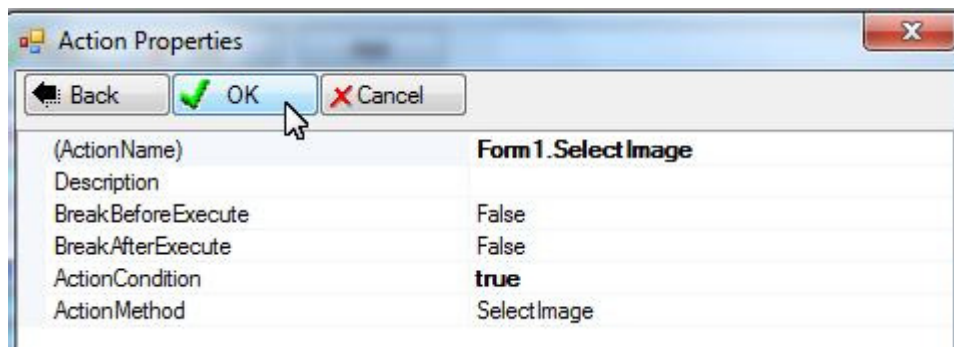 Action Properties
Back OK Cancel
(ActionName) Form1.SelectImage
Description
BreakBeforeExecute False
BreakAfterExecute False
ActionCondition true
ActionMethod SelectImage